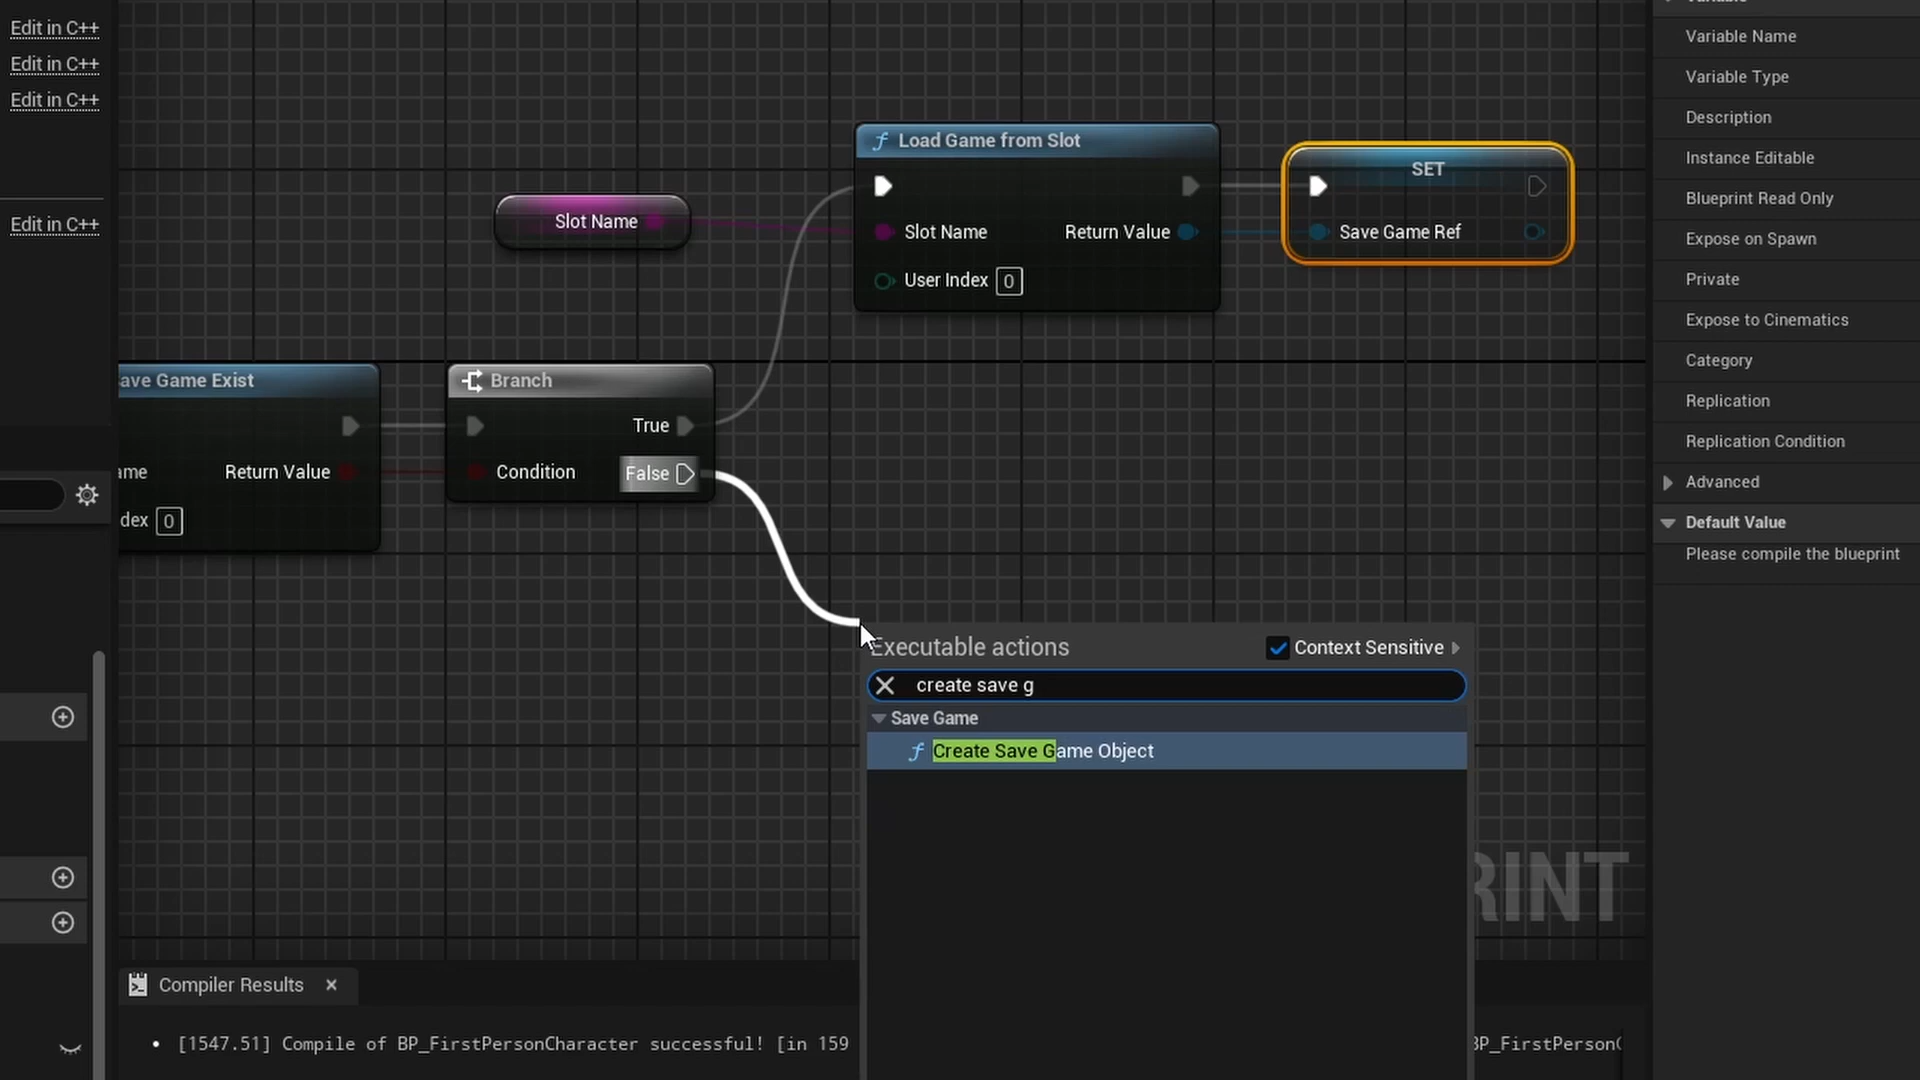 Edit in C++
Edit in C++
Edit in C++
Edit in C++
Load Game from Slot
SET
Slot Name
Slot Name
Return Value
Save Game Ref
User Index 0
ave Game Exist
Branch
True
ame
Return Value
Condition
False
dex 0
Executable actions
Context Sensitive
create save g
Save Game
Create Save Game Object
RINT
Compiler Results
[1547.51] Compile of BP_FirstPersonCharacter successful! [in 159
BP_FirstPersonC
Variable Name
Variable Type
Description
Instance Editable
Blueprint Read Only
Expose on Spawn
Private
Expose to Cinematics
Category
Replication
Replication Condition
Advanced
Default Value
Please compile the blueprint